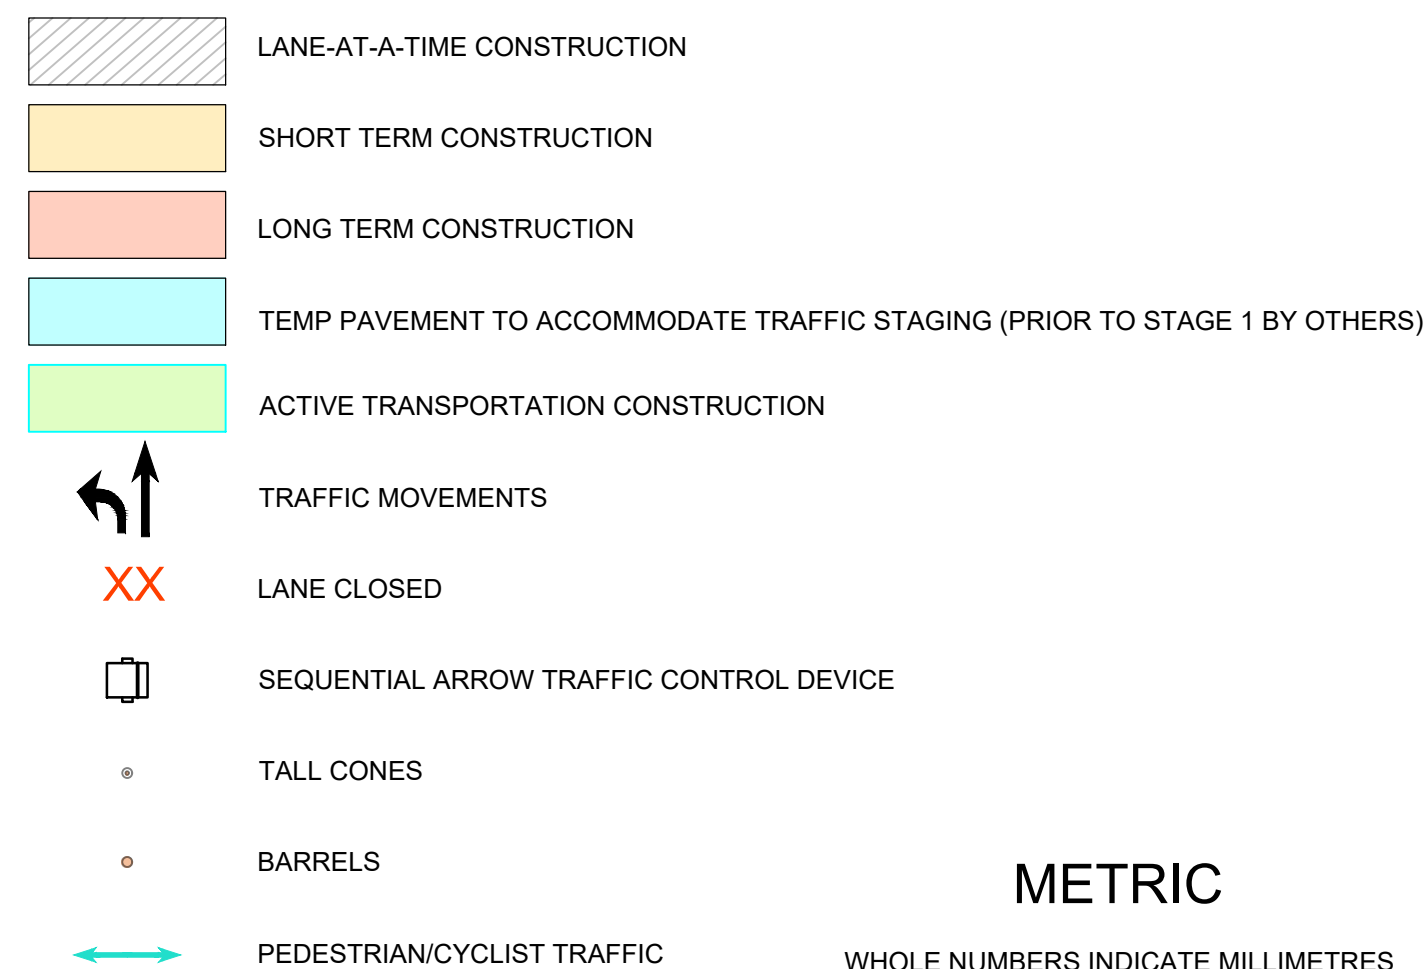 LANE-AT-A-TIME CONSTRUCTION
SHORT TERM CONSTRUCTION
LONG TERM CONSTRUCTION
TEMP PAVEMENT TO ACCOMMODATE TRAFFIC STAGING (PRIOR TO STAGE 1 BY OTHERS)
ACTIVE TRANSPORTATION CONSTRUCTION
TRAFFIC MOVEMENTS
XX LANE CLOSED
SEQUENTIAL ARROW TRAFFIC CONTROL DEVICE
TALL CONES
BARRELS
PEDESTRIAN/CYCLIST TRAFFIC
METRIC
WHOLE NUMBERS INDICATE MILLIMETRES